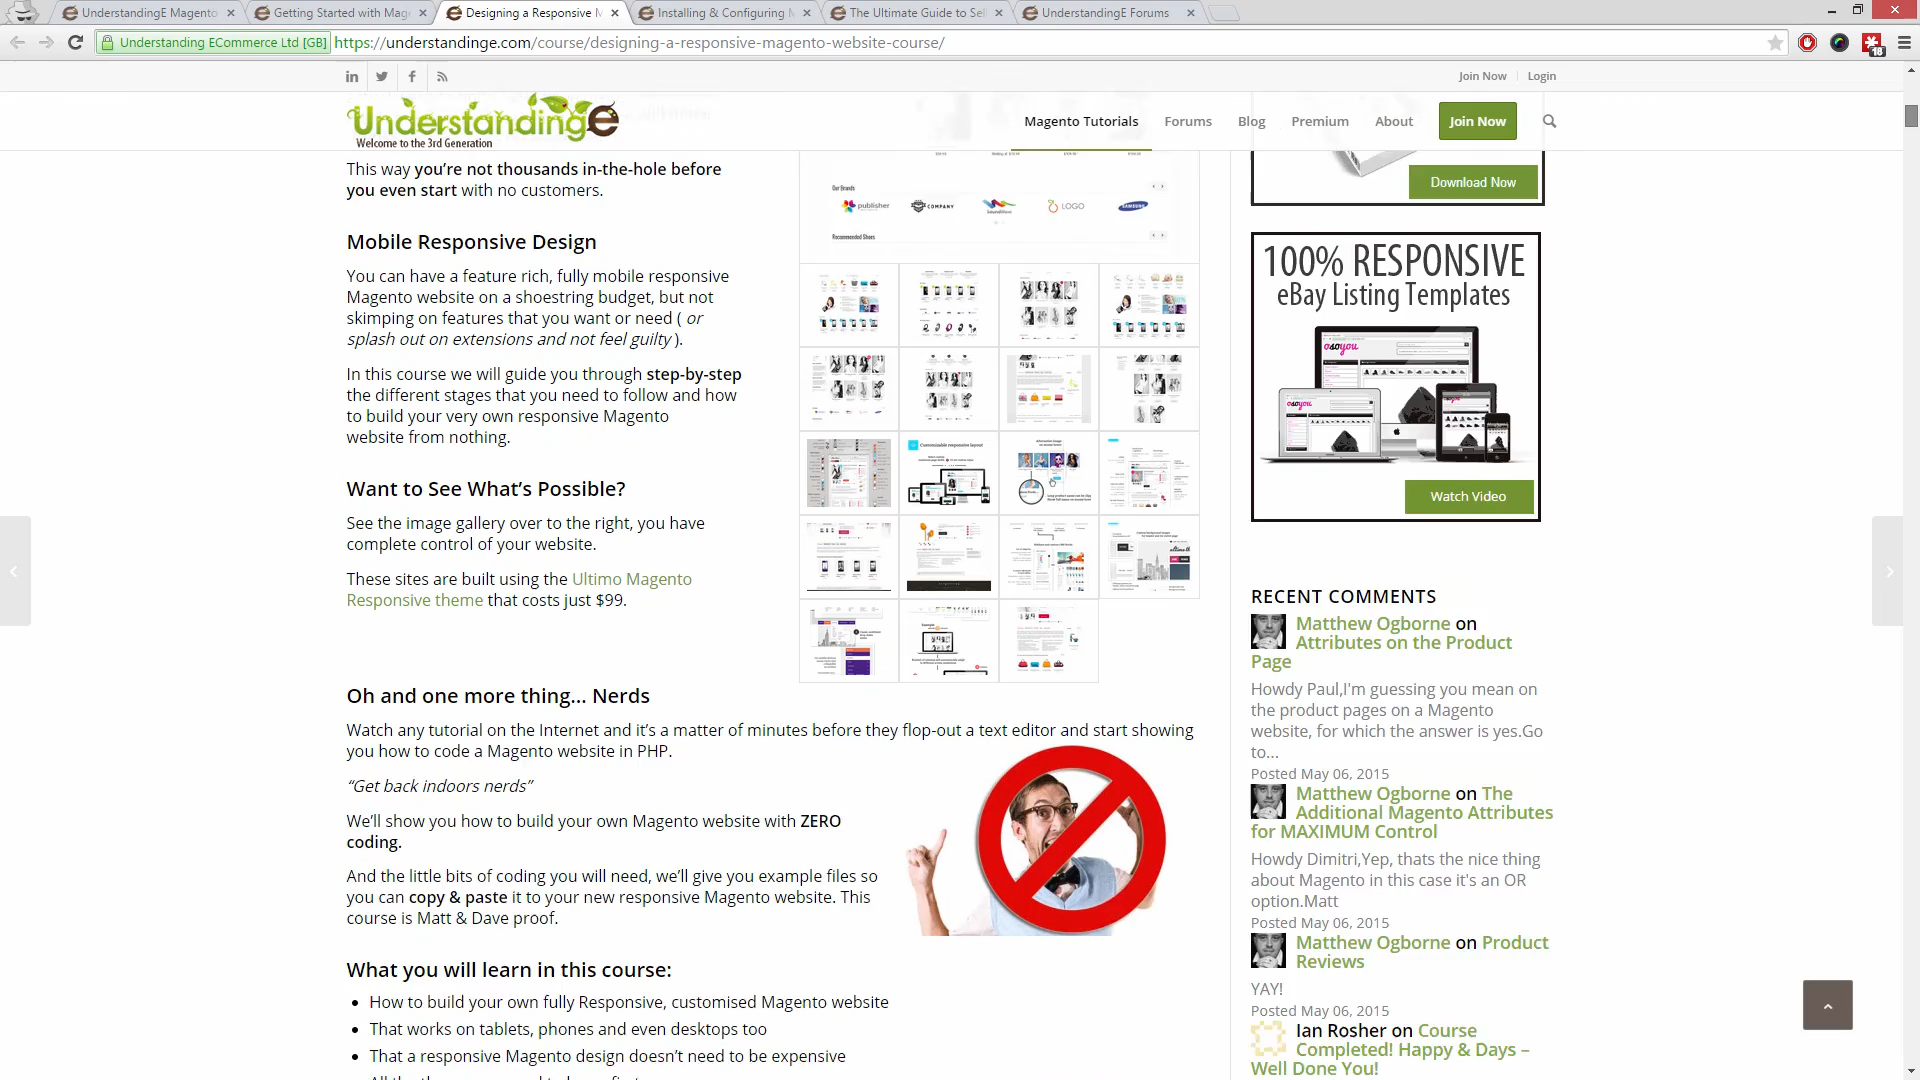 UnderstandingE Magento
Getting Started with Mag
Designing a Responsive M
Installing & Configuring M
The Ultimate Guide to Sel
UnderstandingE Forums
Understanding ECommerce Ltd [GB]
https://understandinge.com/course/designing-a-responsive-magento-website-course/
18
Join Now
Login
UnderstandingE
Welcome to the 3rd Generation
Magento Tutorials
Forums
Blog
Premium
About
Join Now
This way you’re not thousands in-the-hole before
you even start with no customers.
Mobile Responsive Design
You can have a feature rich, fully mobile responsive
Magento website on a shoestring budget, but not
skimping on features that you want or need ( or
splash out on extensions and not feel guilty ).
In this course we will guide you through step-by-step
the different stages that you need to follow and how
to build your very own responsive Magento
website from nothing.
Want to See What’s Possible?
See the image gallery over to the right, you have
complete control of your website.
These sites are built using the Ultimo Magento
Responsive theme that costs just $99.
Our Brands
publisher
COMPANY
SoundWave
LOGO
SAMSUNG
Recommended Shoes
Customizable responsive layout
Oh and one more thing… Nerds
Watch any tutorial on the Internet and it’s a matter of minutes before they flop-out a text editor and start showing
you how to code a Magento website in PHP.
“Get back indoors nerds”
We’ll show you how to build your own Magento website with ZERO
coding.
And the little bits of coding you will need, we’ll give you example files so
you can copy & paste it to your new responsive Magento website. This
course is Matt & Dave proof.
What you will learn in this course:
How to build your own fully Responsive, customised Magento website
That works on tablets, phones and even desktops too
That a responsive Magento design doesn’t need to be expensive
Download Now
100% RESPONSIVE
eBay Listing Templates
osoyou
osoyou
Watch Video
RECENT COMMENTS
Matthew Ogborne on
Attributes on the Product
Page
Howdy Paul,I'm guessing you mean on
the product pages on a Magento
website, for which the answer is yes.Go
to...
Posted May 06, 2015
Matthew Ogborne on The
Additional Magento Attributes
for MAXIMUM Control
Howdy Dimitri,Yep, thats the nice thing
about Magento in this case it's an OR
option.Matt
Posted May 06, 2015
Matthew Ogborne on Product
Reviews
YAY!
Posted May 06, 2015
Ian Rosher on Course
Completed! Happy & Days –
Well Done You!